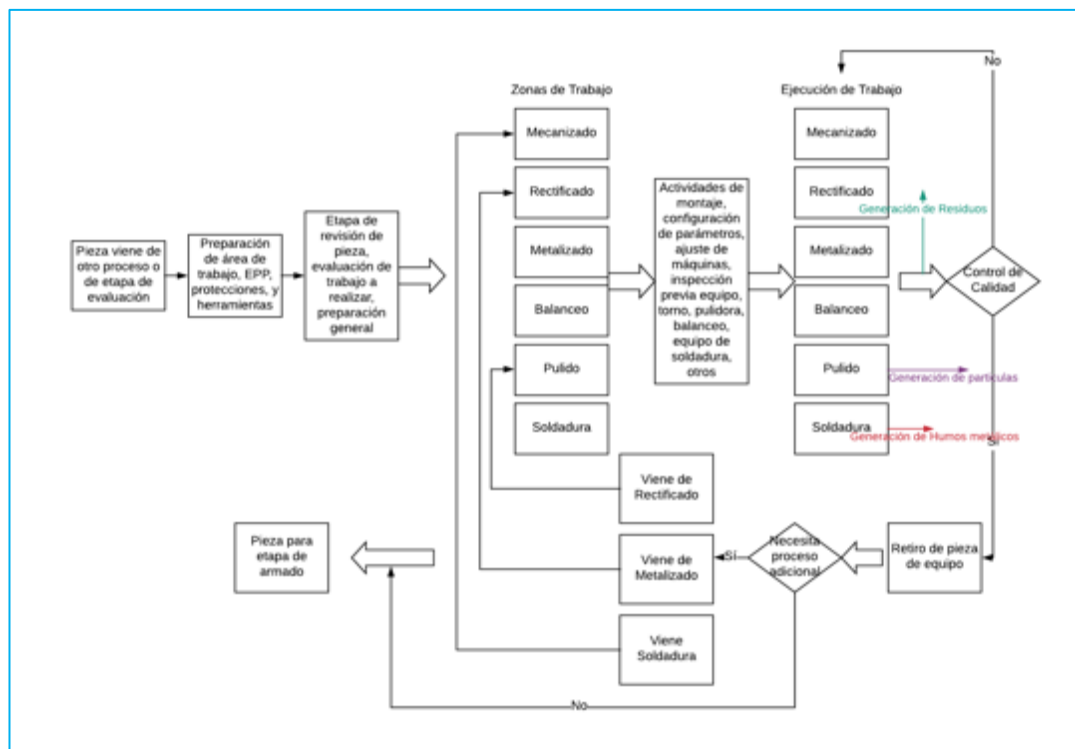 No
Zonas de Trabajo
Ejecución de Trabajo
Pieza viene de
otro proceso o
de etapa de
evaluación
Preparación
de área de
trabajo, EPP,
protecciones, y
herramientas
Etapa de
revisión de
pieza,
evaluación de
trabajo a
realizar,
preparación
general
Mecanizado
Rectificado
Metalizado
Balanceo
Pulido
Soldadura
Actividades de
montaje,
configuración
de parámetros,
ajuste de
máquinas,
inspección
previa equipo,
torno, pulidora,
balanceo,
equipo de
soldadura,
otros
Mecanizado
Rectificado
Generación de Residuos
Metalizado
Balanceo
Pulido
Generación de partículas
Soldadura
Generación de Humos metálicos
Control de
Calidad
Sí
Retiro de pieza
de equipo
Necesita
proceso
adicional
Sí
Viene de
Rectificado
Viene de
Metalizado
Viene
Soldadura
No
Pieza para
etapa de
armado